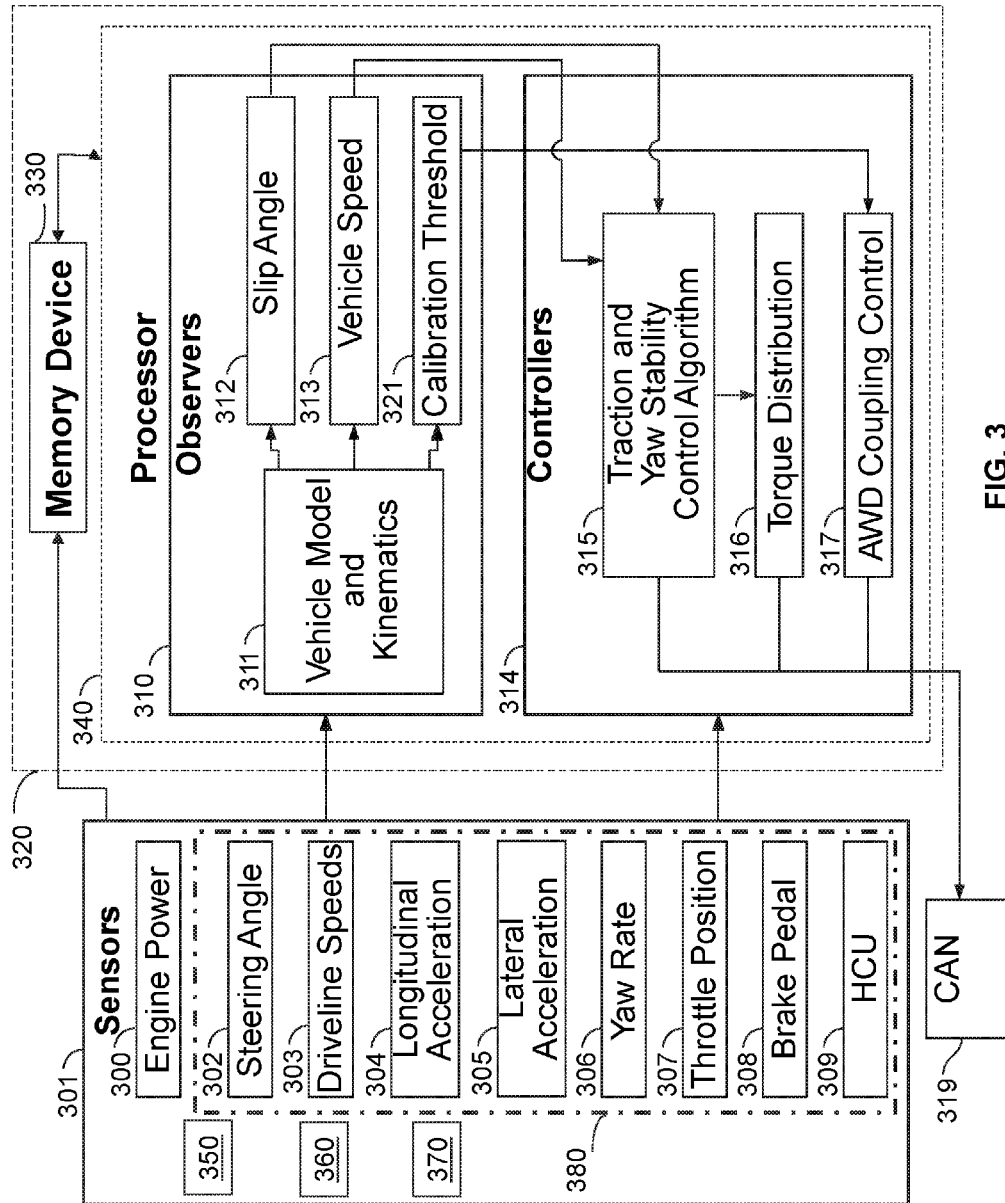 320
340
330
Memory Device
301
Sensors
300
Engine Power
350
302
Steering Angle
360
303
Driveline Speeds
370
304
Longitudinal
Acceleration
305
Lateral
Acceleration
306
Yaw Rate
307
Throttle Position
308
Brake Pedal
309
HCU
380
Processor
310
Observers
311
Vehicle Model
and
Kinematics
312
Slip Angle
313
Vehicle Speed
321
Calibration Threshold
314
Controllers
315
Traction and
Yaw Stability
Control Algorithm
316
Torque Distribution
317
AWD Coupling Control
319
CAN
FIG. 3